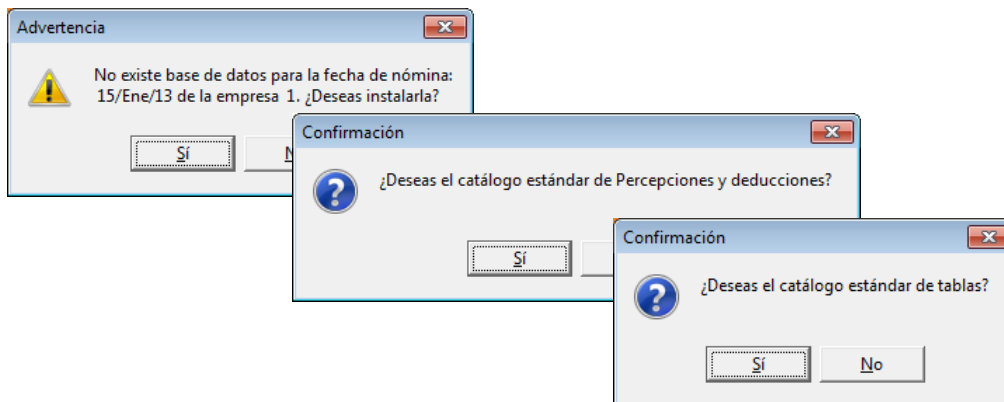 Advertencia
No existe base de datos para la fecha de nómina:
15/Ene/13 de la empresa 1. ¿Deseas instalarla?
Sí
Confirmación
¿Deseas el catálogo estándar de Percepciones y deducciones?
Sí
Confirmación
¿Deseas el catálogo estándar de tablas?
Sí No